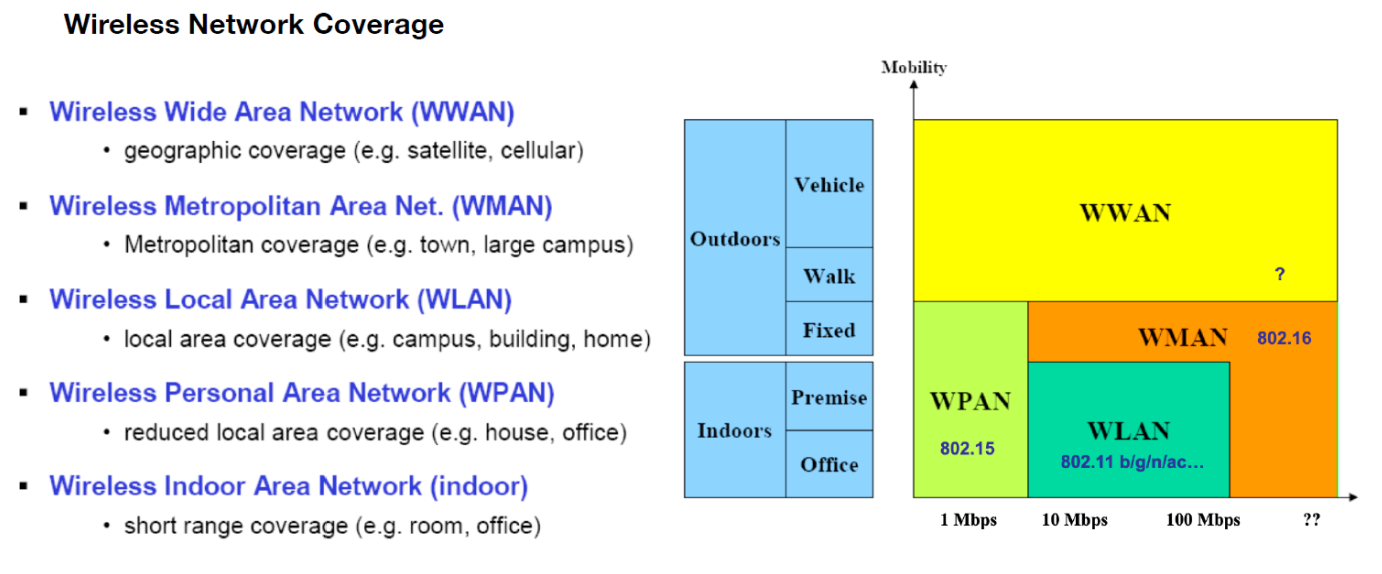 Wireless Network Coverage
▪ Wireless Wide Area Network (WWAN)
• geographic coverage (e.g. satellite, cellular)
▪ Wireless Metropolitan Area Net. (WMAN)
• Metropolitan coverage (e.g. town, large campus)
▪ Wireless Local Area Network (WLAN)
• local area coverage (e.g. campus, building, home)
▪ Wireless Personal Area Network (WPAN)
• reduced local area coverage (e.g. house, office)
▪ Wireless Indoor Area Network (indoor)
• short range coverage (e.g. room, office)
Mobility
Outdoors
Vehicle
Walk
Fixed
Indoors
Premise
Office
WWAN
?
WMAN 802.16
WPAN
802.15
WLAN
802.11 b/g/n/ac...
1 Mbps 10 Mbps 100 Mbps ??